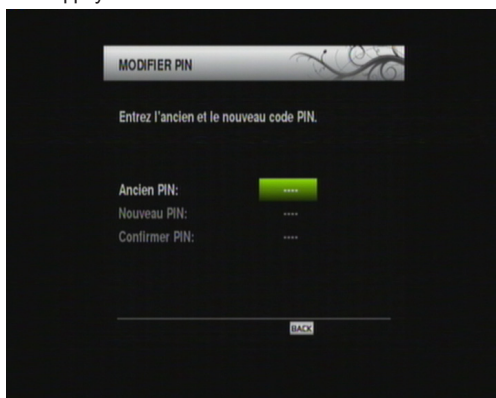 MODIFIER PIN
Entrez l'ancien et le nouveau code PIN.
Ancien PIN: ----
Nouveau PIN: ----
Confirmer PIN: ----
BACK